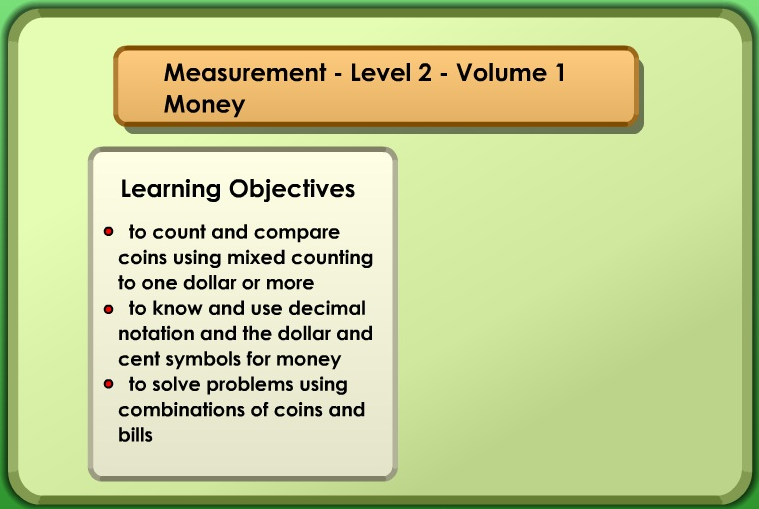 Measurement - Level 2 - Volume 1
Money
Learning Objectives
to count and compare
coins using mixed counting
to one dollar or more
to know and use decimal
notation and the dollar and
cent symbols for money
to solve problems using
combinations of coins and
bills